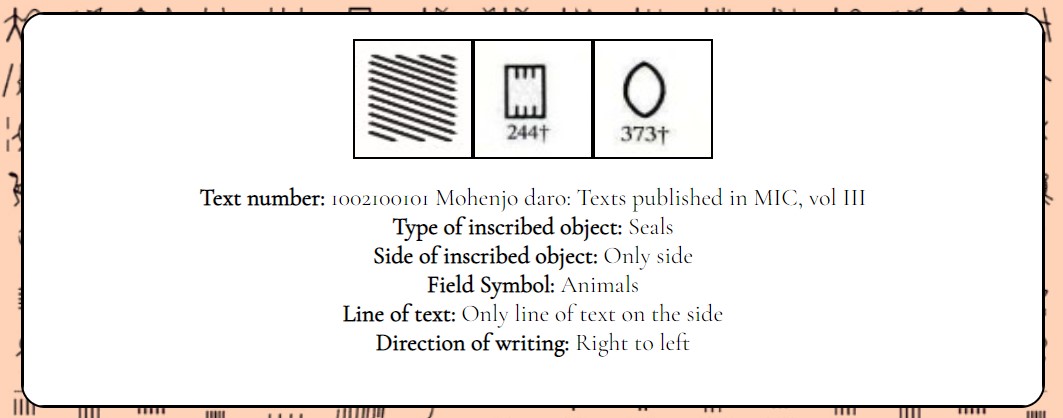 244† 373†
Text number: 1002100101 Mohenjo daro: Texts published in MIC, vol III
Type of inscribed object: Seals
Side of inscribed object: Only side
Field Symbol: Animals
Line of text: Only line of text on the side
Direction of writing: Right to left